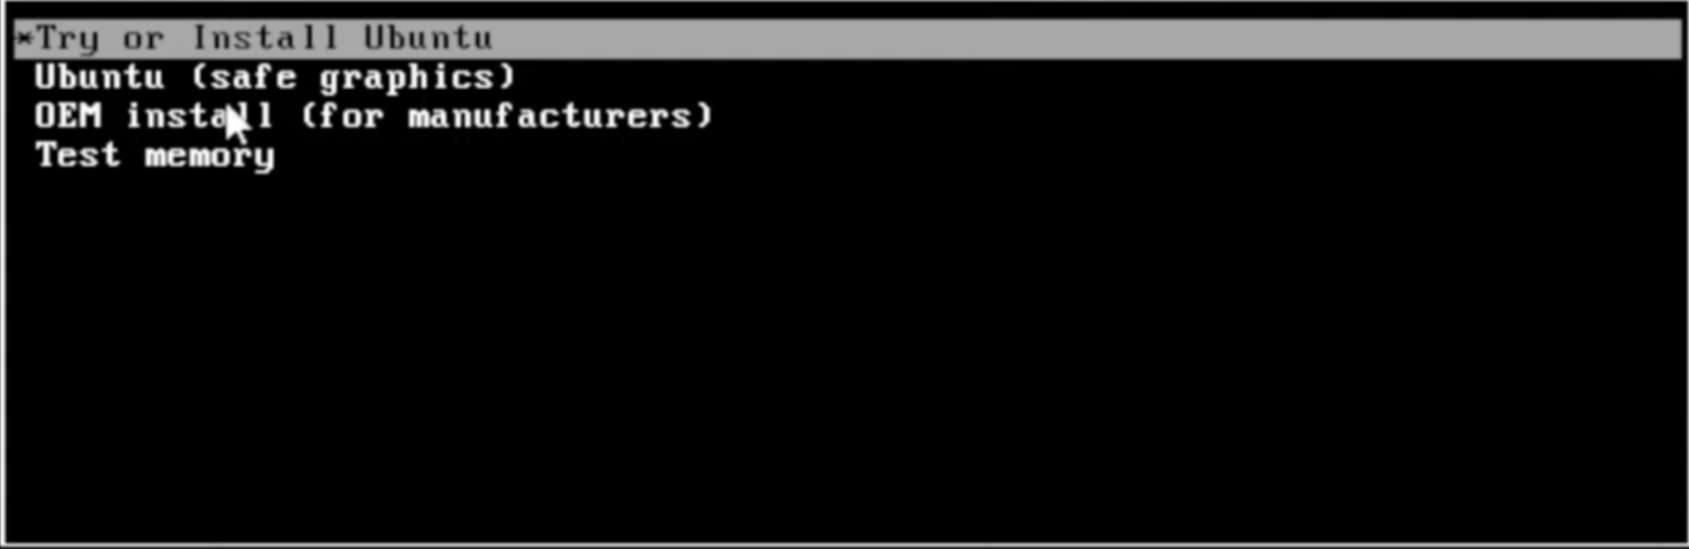 *Try or Install Ubuntu
Ubuntu (safe graphics)
OEM install (for manufacturers)
Test memory